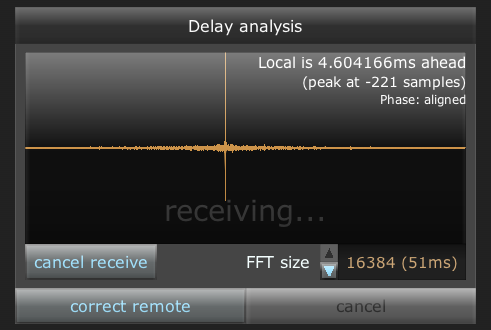 Delay analysis
Local is 4.604166ms ahead
(peak at -221 samples)
Phase: aligned
receiving...
cancel receive
FFT size
16384 (51ms)
correct remote
cancel